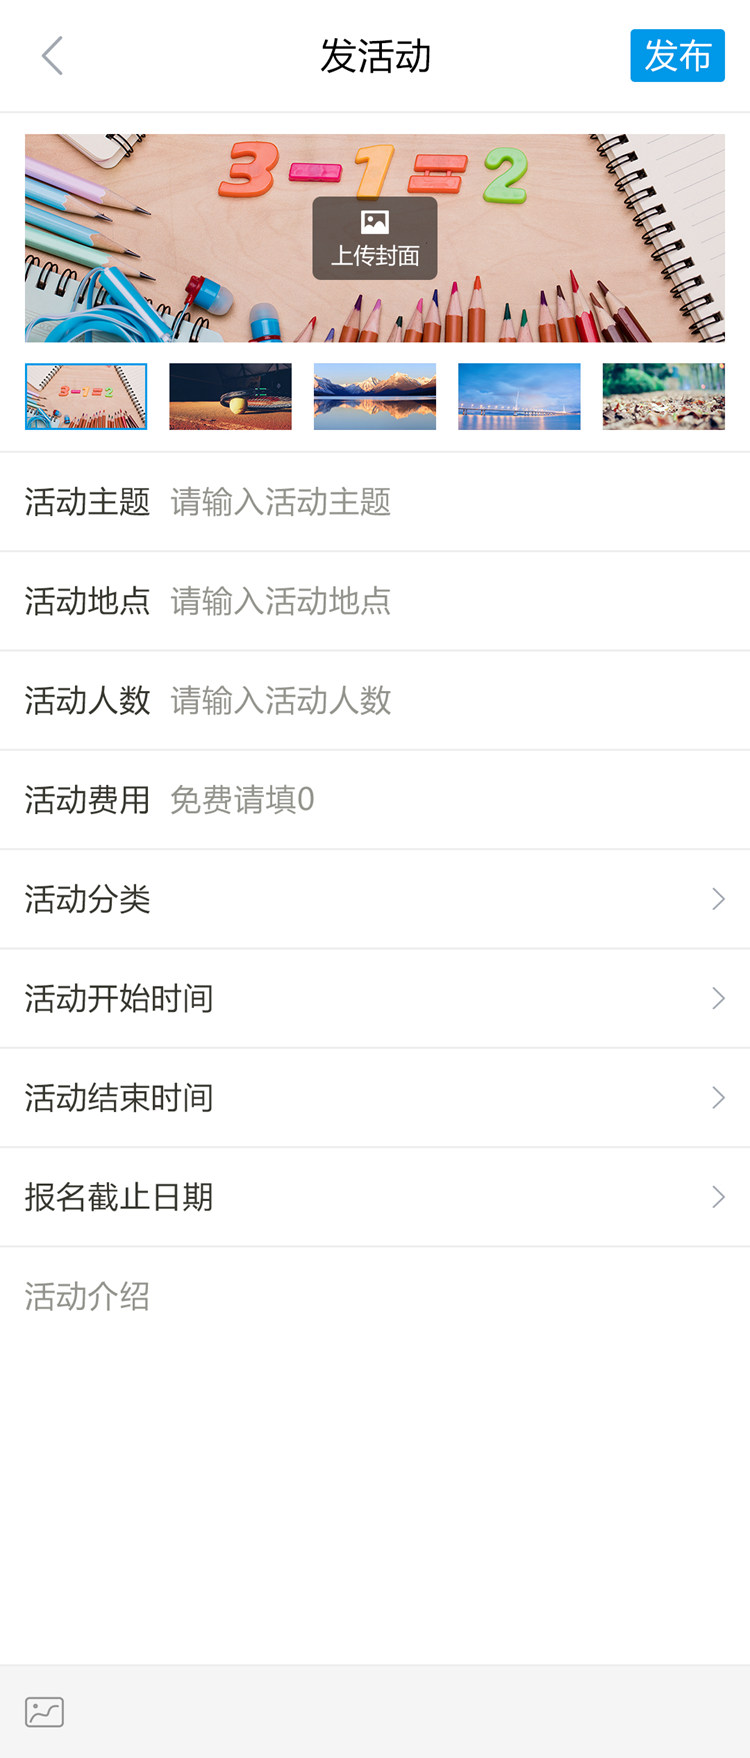 发活动
发布
3-1=2
上传封面
3-1=2
活动主题 请输入活动主题
活动地点 请输入活动地点
活动人数 请输入活动人数
活动费用 免费请填0
活动分类
活动开始时间
活动结束时间
报名截止日期
活动介绍